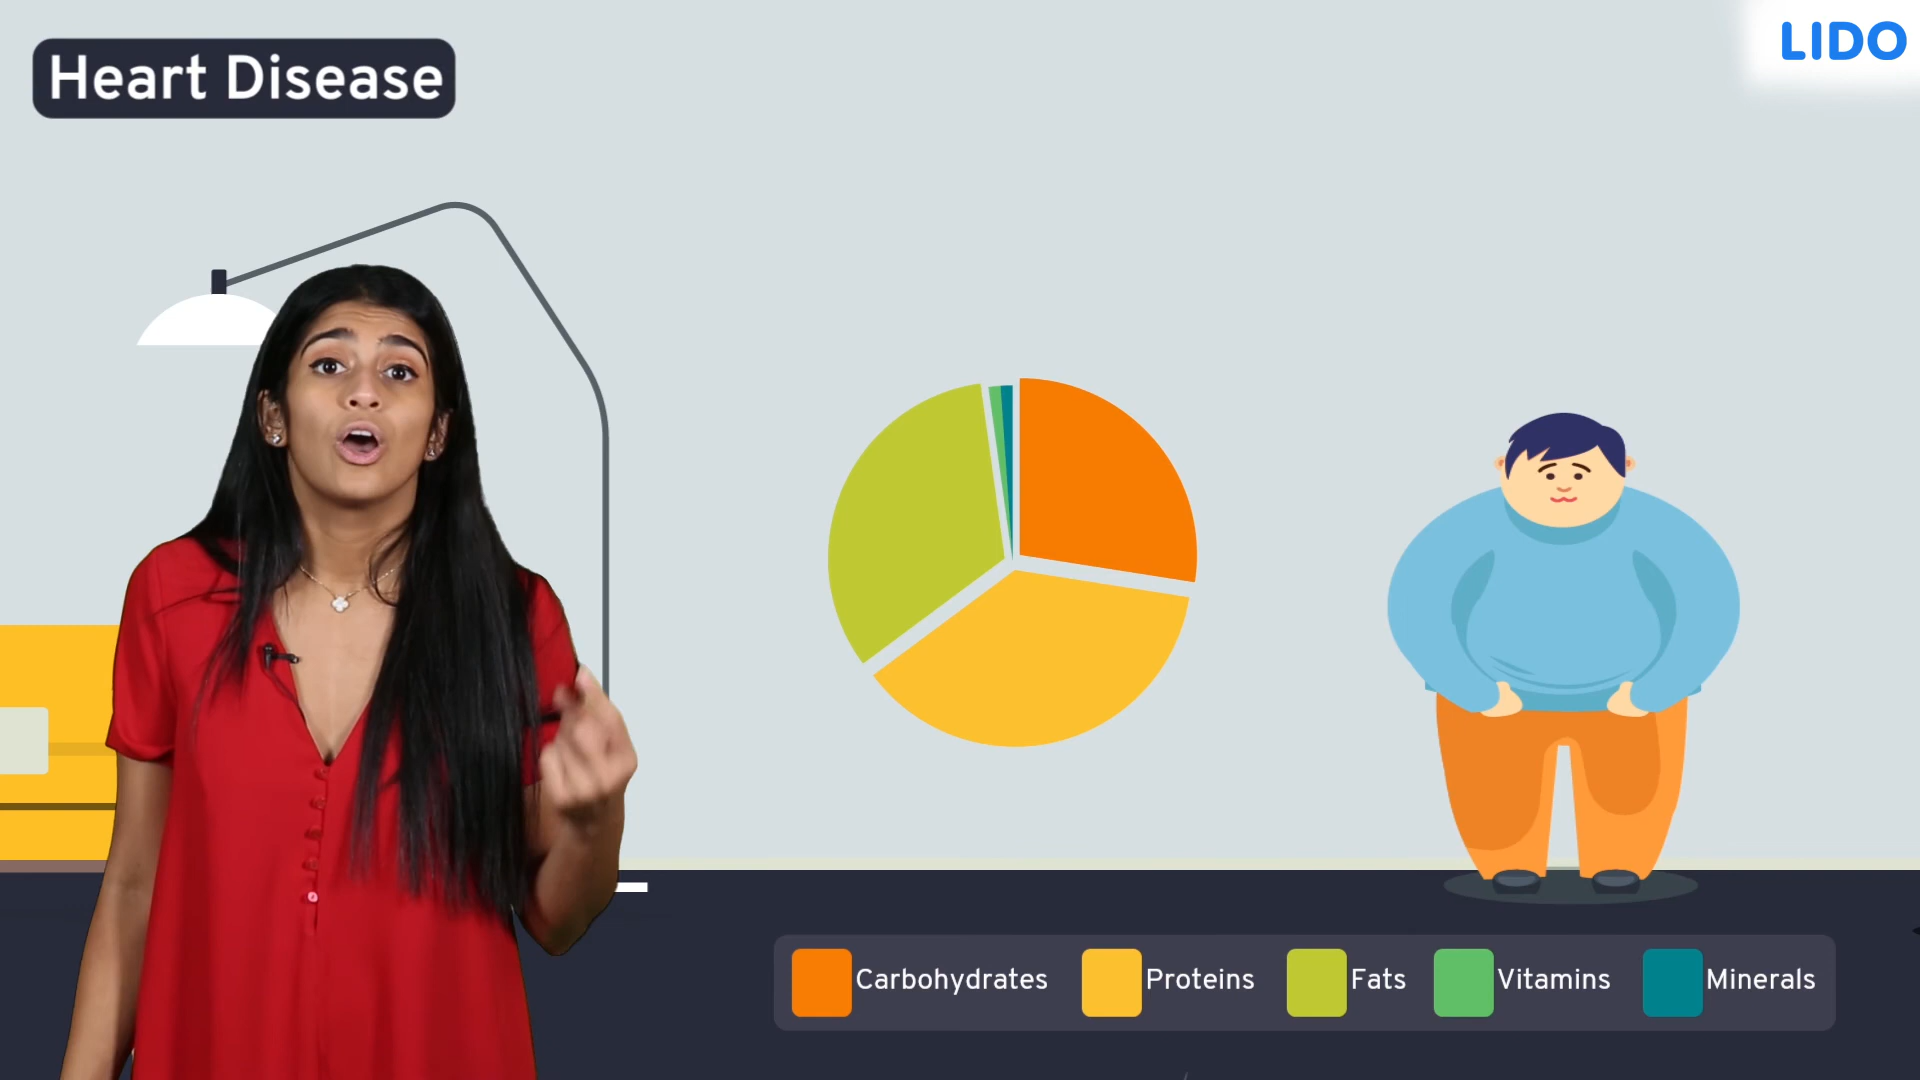 LIDO
Heart Disease
Carbohydrates
Proteins
Fats
Vitamins
Minerals